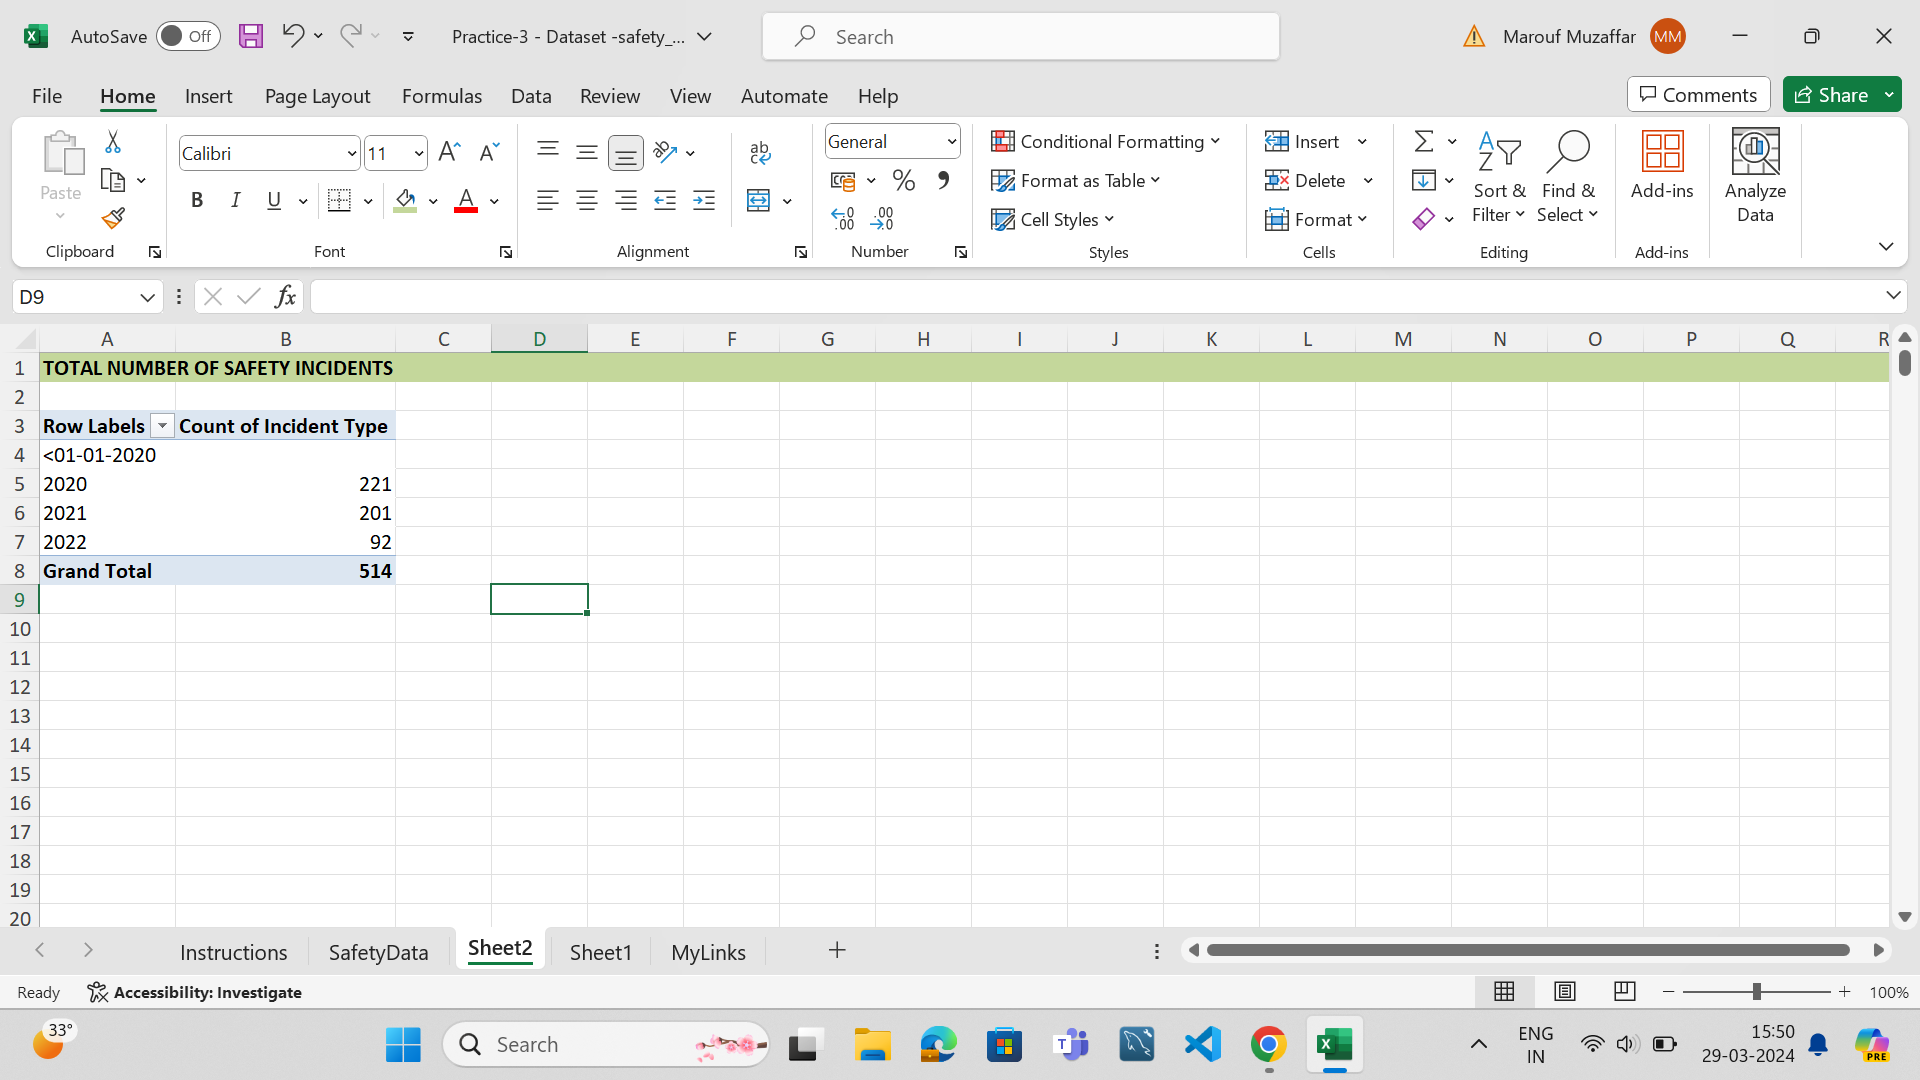 AutoSave Off Practice-3 - Dataset -safety_... Search Marouf Muzaffar MM
File Home Insert Page Layout Formulas Data Review View Automate Help Comments Share
Paste Calibri 11 ab c General Conditional Formatting Insert Sort & Filter Find & Select Add-ins Analyze Data
B I U % Format as Table Delete
Cell Styles Format
Clipboard Font Alignment Number Styles Cells Editing Add-ins
D9 fx
A B C D E F G H I J K L M N O P Q R
1 TOTAL NUMBER OF SAFETY INCIDENTS
2
3 Row Labels Count of Incident Type
4 <01-01-2020
5 2020 221
6 2021 201
7 2022 92
8 Grand Total 514
9
10
11
12
13
14
15
16
17
18
19
20
Instructions SafetyData Sheet2 Sheet1 MyLinks
Ready Accessibility: Investigate 100%
33° Search ENG IN 15:50 29-03-2024 PRE